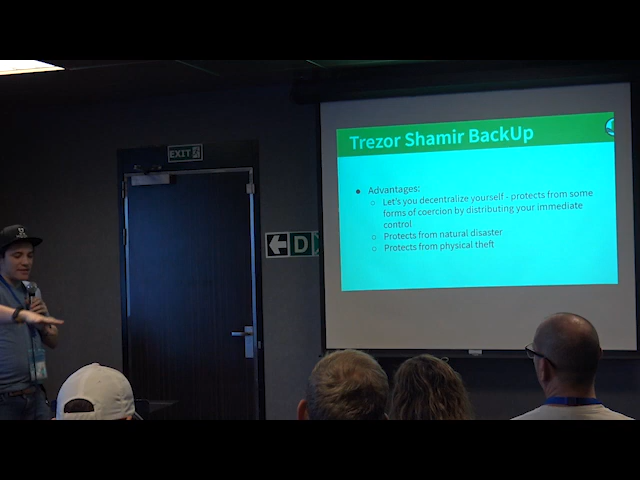 EXIT
Trezor Shamir BackUp
Advantages:
Let's you decentralize yourself - protects from some
forms of coercion by distributing your immediate
control
Protects from natural disaster
Protects from physical theft
D